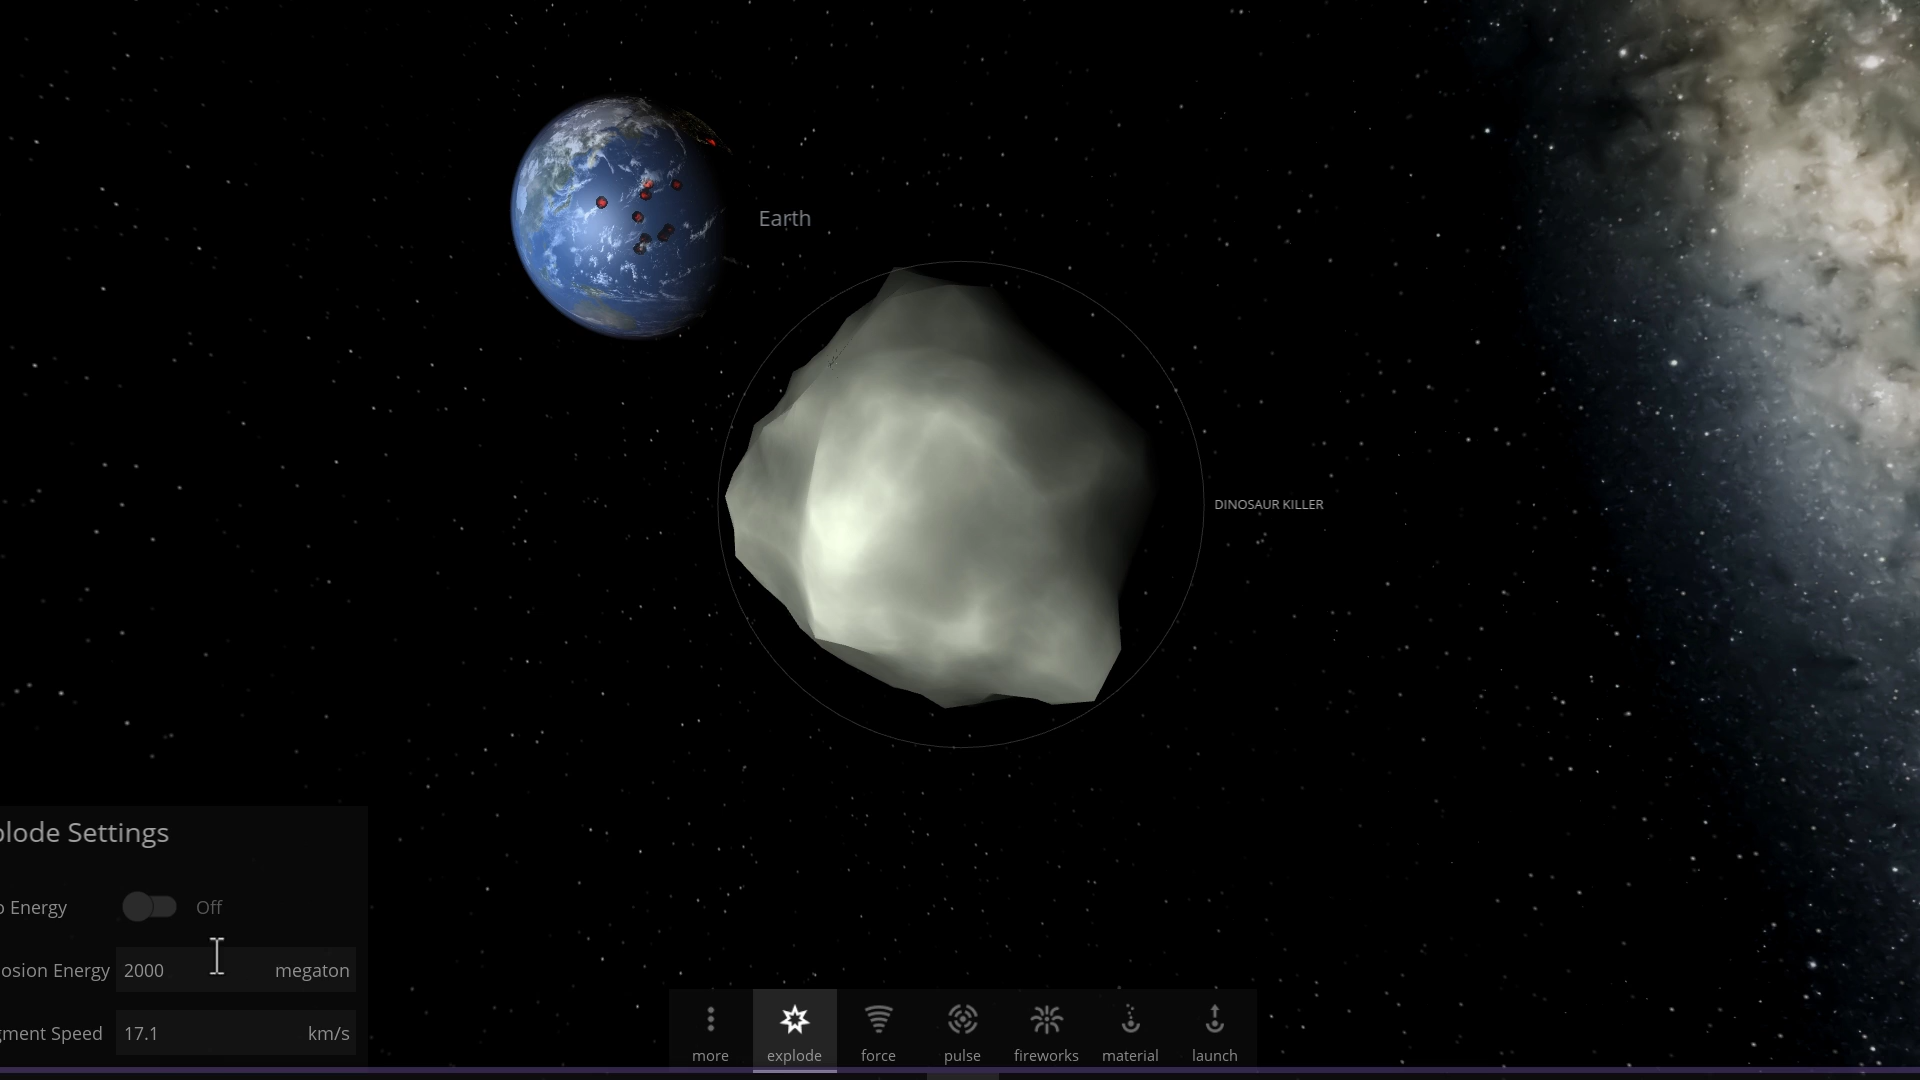 Earth
DINOSAUR KILLER
plode Settings
Energy Off
osion Energy 2000 megaton
gment Speed 17.1 km/s
more explode force pulse fireworks material launch